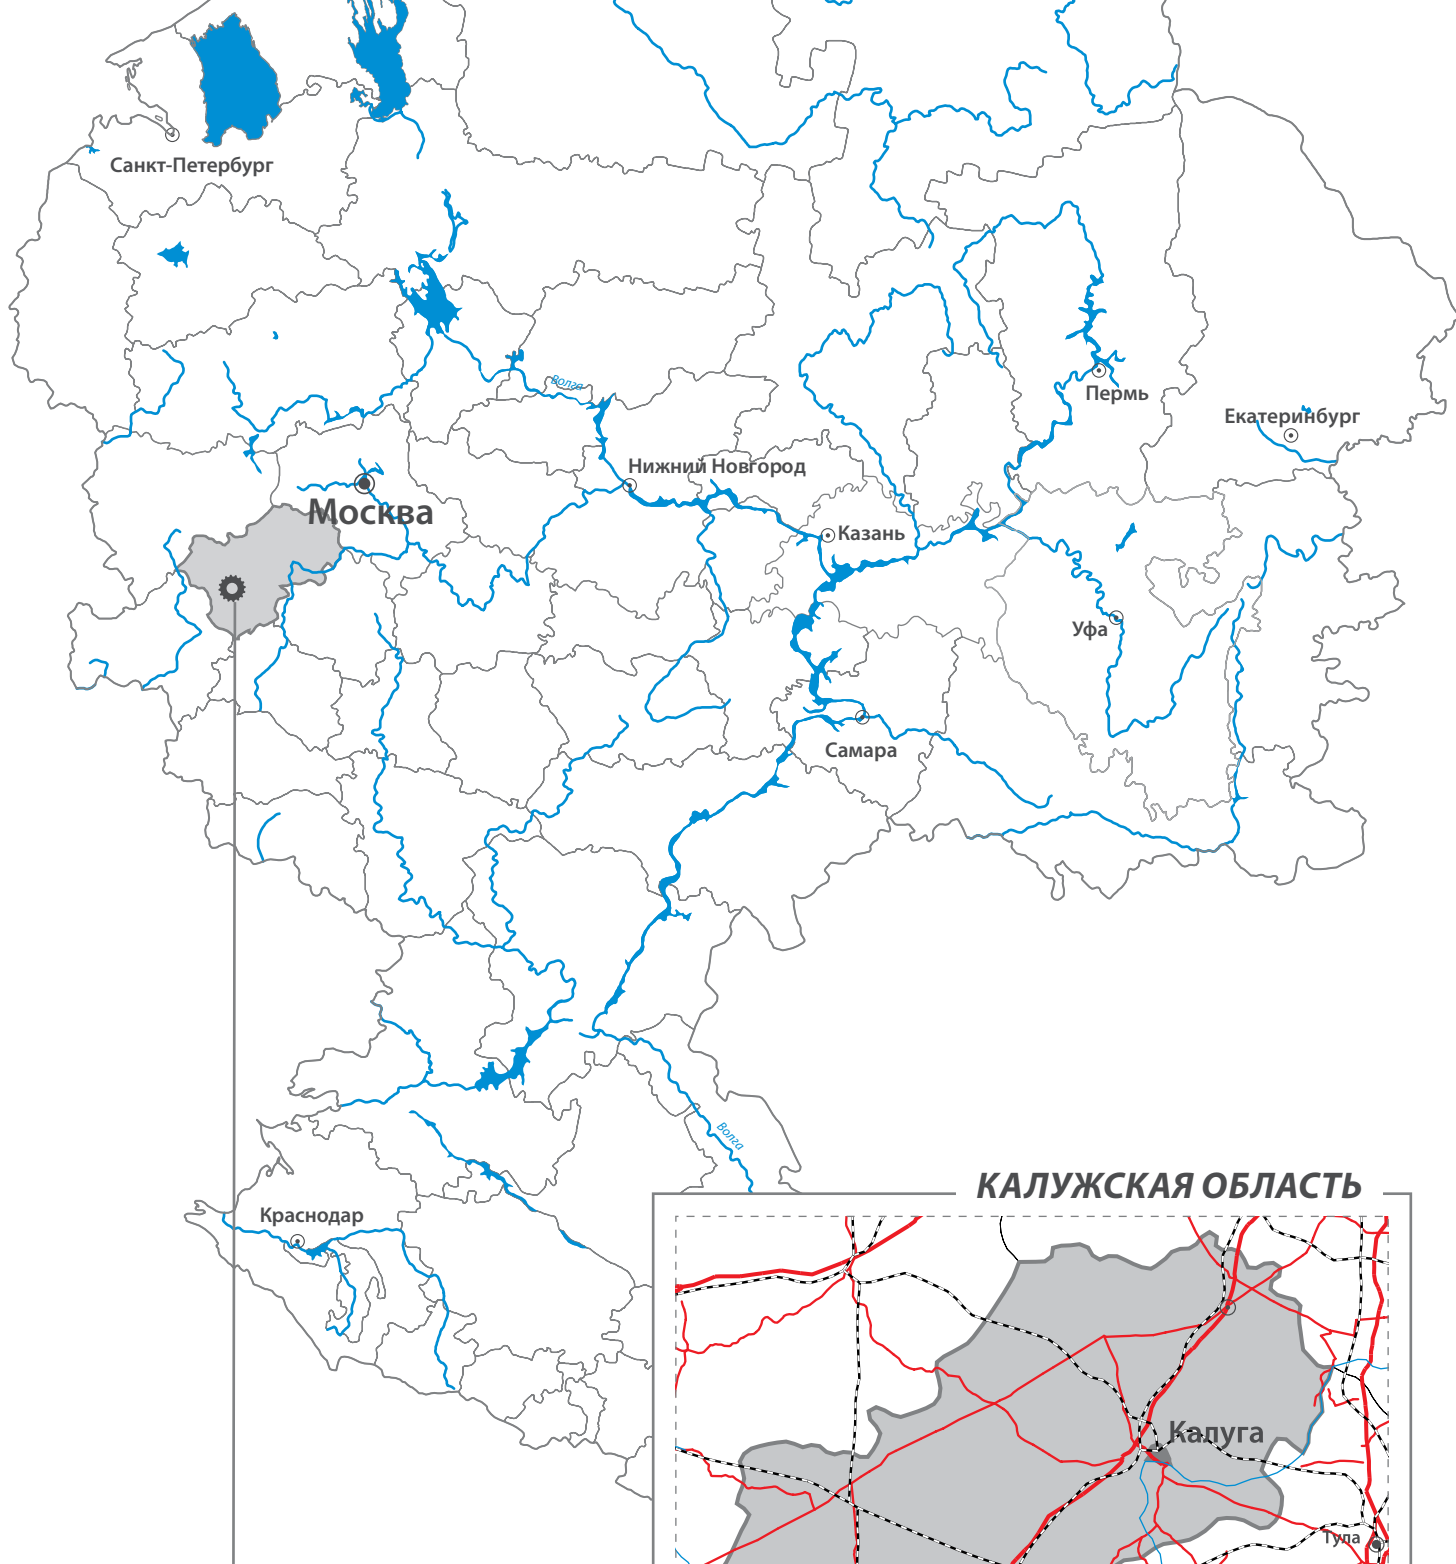 Санкт-Петербург
Волга
Пермь
Екатеринбург
Нижний Новгород
Москва
Казань
Уфа
Самара
Волга
КАЛУЖСКАЯ ОБЛАСТЬ
Краснодар
Калуга
Тула